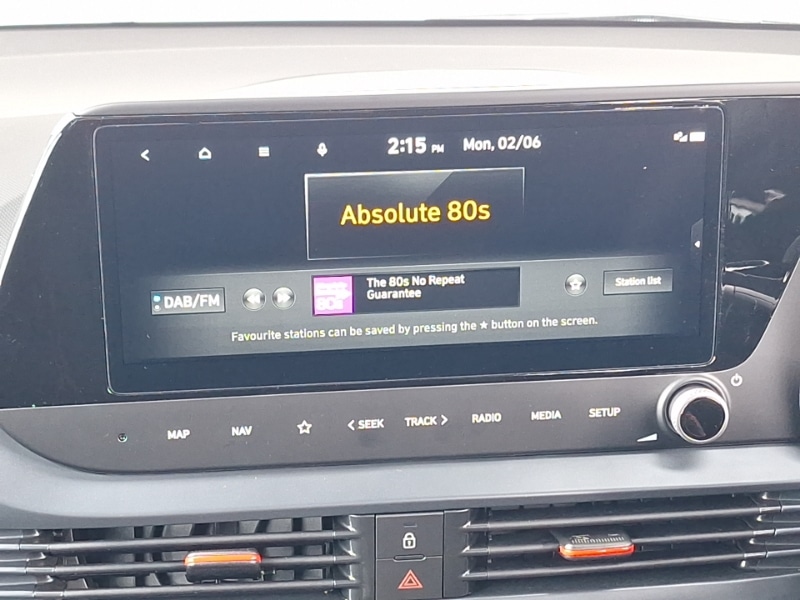 2:15 PM Mon, 02/06
Absolute 80s
DAB/FM
80s
The 80s No Repeat
Guarantee
Station list
Favourite stations can be saved by pressing the ★ button on the screen.
MAP NAV SEEK TRACK RADIO MEDIA SETUP